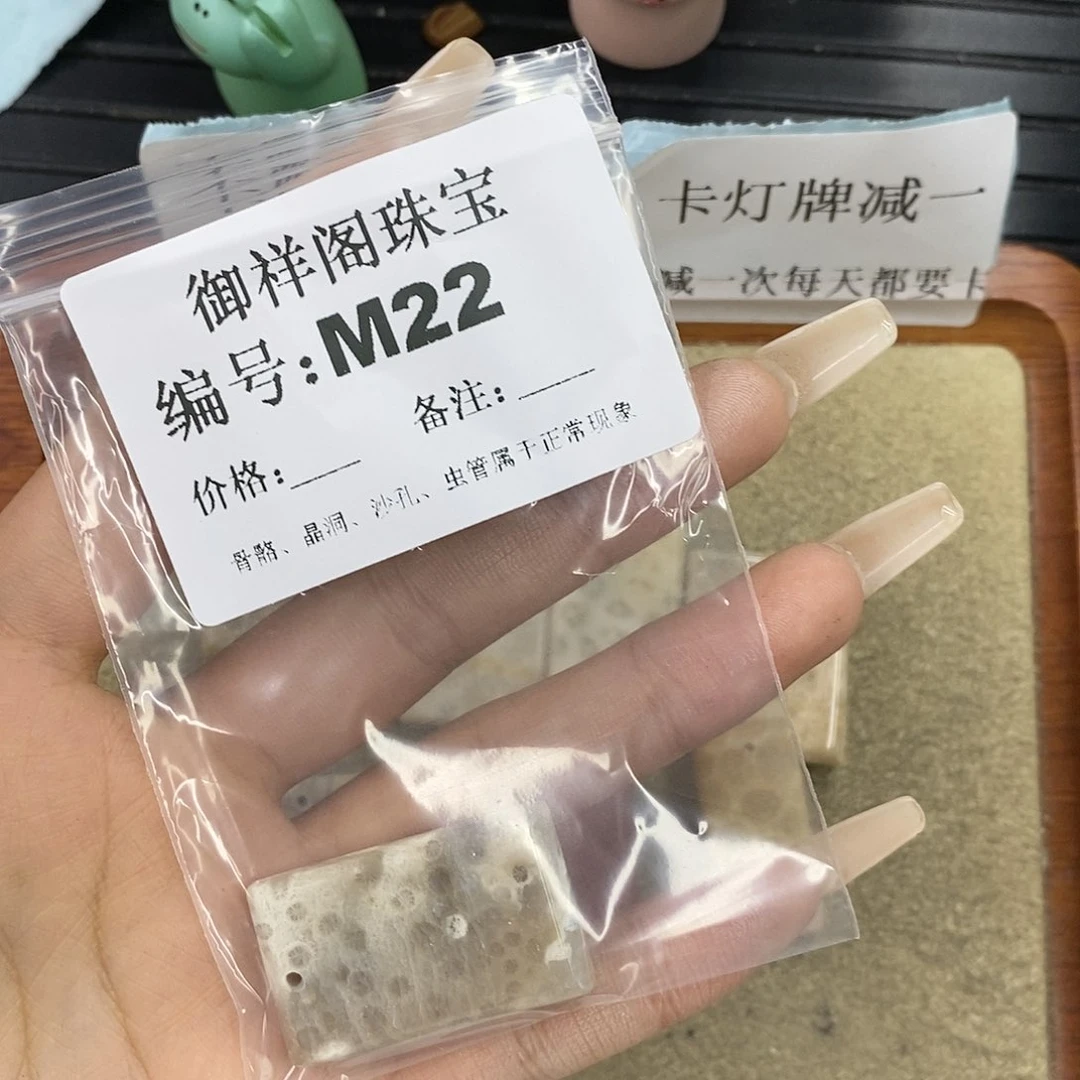 御祥阁珠宝
编号:M22
备注:____
价格:____
骨骼、晶洞、沙孔、虫管属于正常现象
卡灯牌减一
减一次每天都要卡